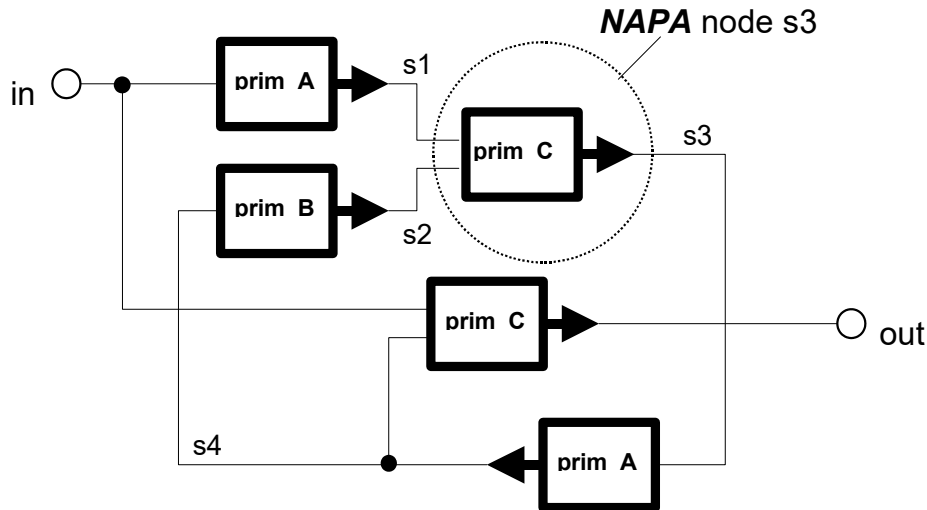 NAPA node s3
in
prim A
s1
prim C
s3
prim B
s2
prim C
out
s4
prim A